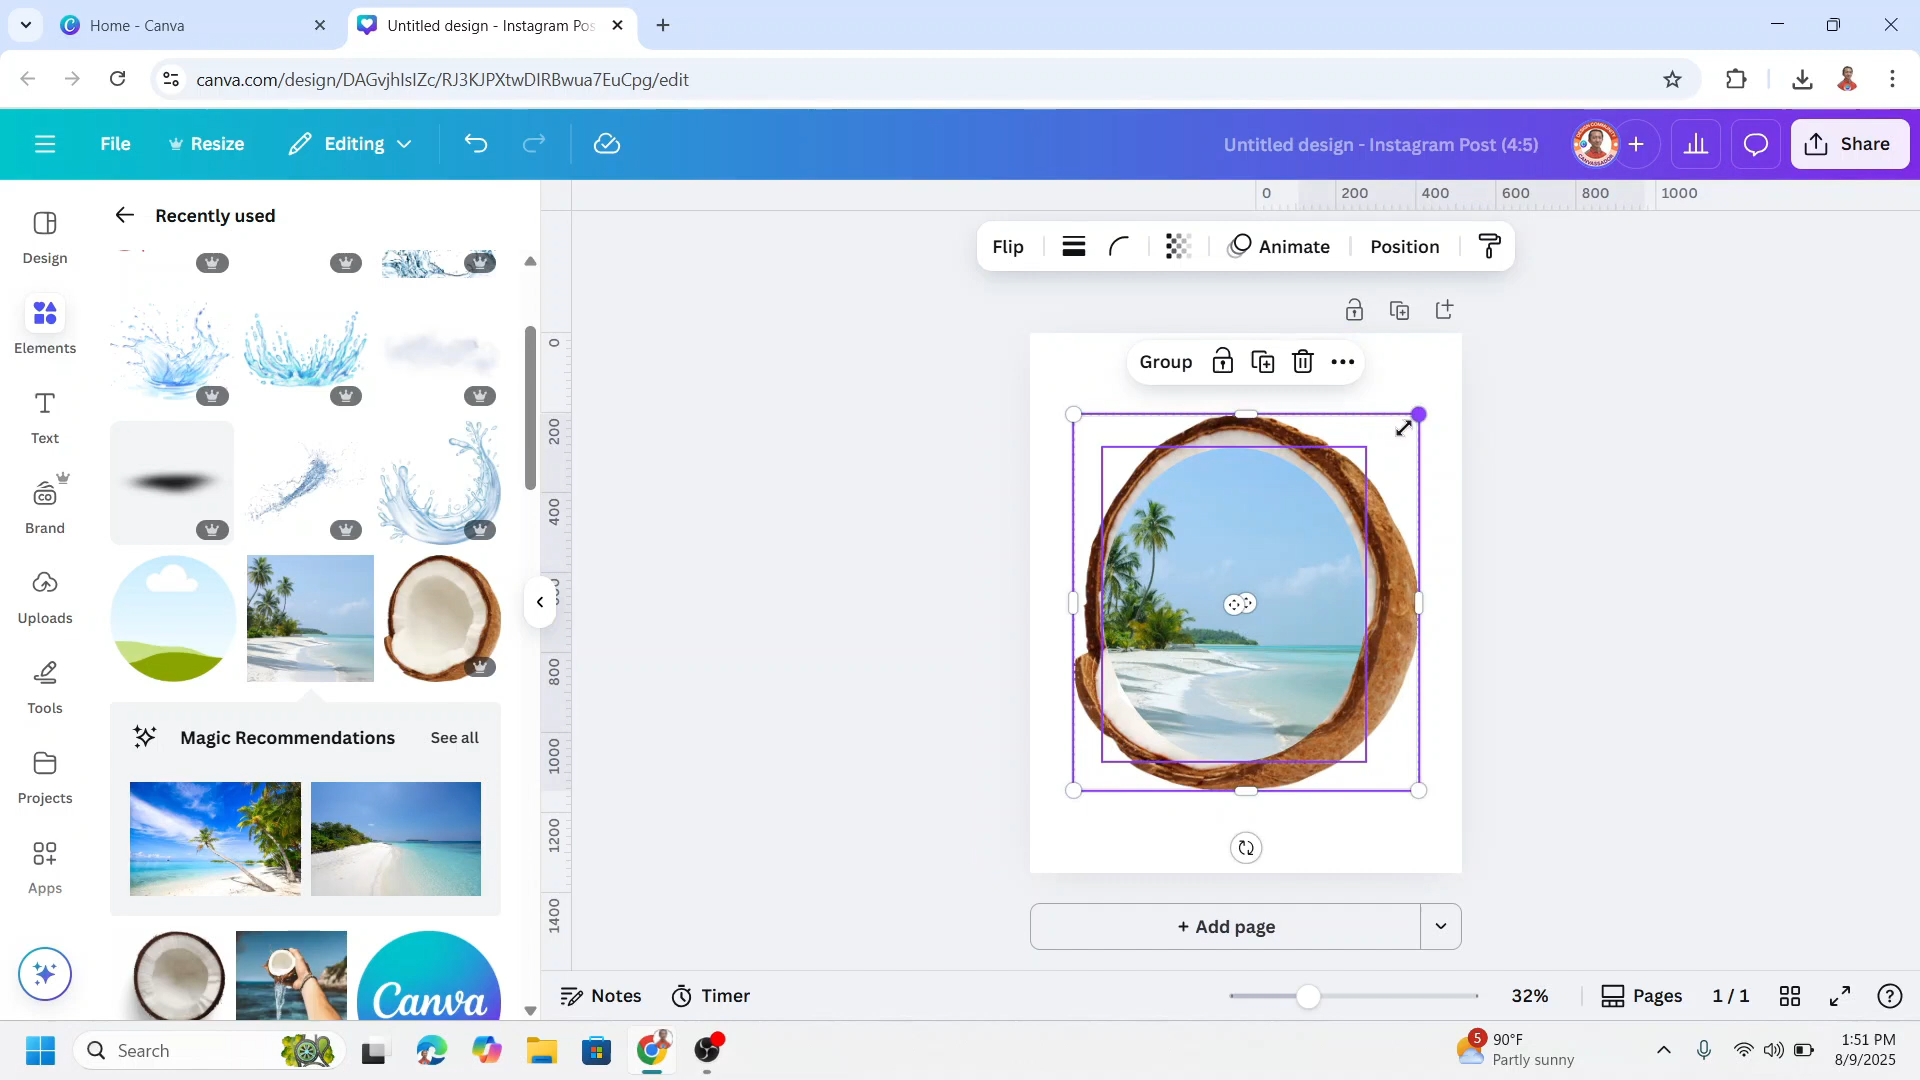 Home - Canva
Untitled design - Instagram Pos
canva.com/design/DAGvjhIsIZc/RJ3KJPXtwDIRBwua7EuCpg/edit
File
Resize
Editing
Untitled design - Instagram Post (4:5)
Share
Design
Elements
Text
Brand
Uploads
Tools
Projects
Apps
Recently used
Magic Recommendations
See all
Canva
0
200
400
600
800
1000
Flip
Animate
Position
0
200
400
800
1000
1200
1400
Group
+ Add page
Notes
Timer
32%
Pages
1 / 1
Search
5
90°F
Partly sunny
1:51 PM
8/9/2025